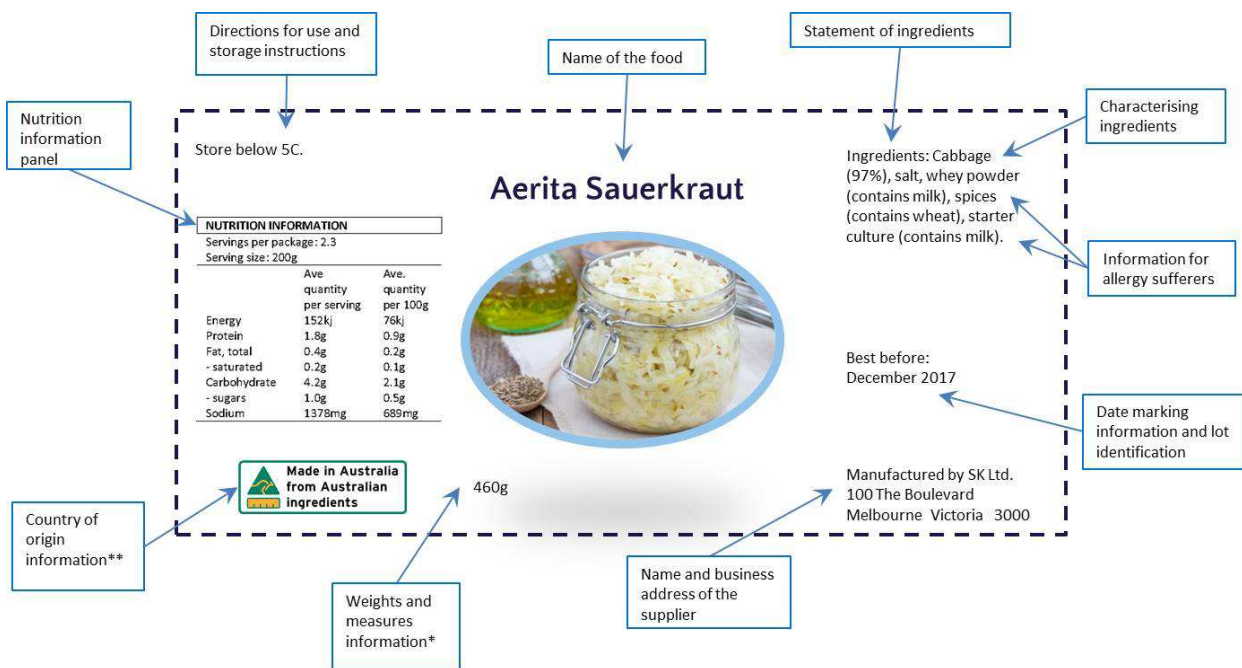 Directions for use and
storage instructions
Name of the food
Statement of ingredients
Nutrition
information
panel
Characterising
ingredients
Store below 5C.
Aerita Sauerkraut
Ingredients: Cabbage
(97%), salt, whey powder
(contains milk), spices
(contains wheat), starter
culture (contains milk).
NUTRITION INFORMATION
Servings per package: 2.3
Serving size: 200g
Ave quantity per serving Ave. quantity per 100g
Energy 152kj 76kj
Protein 1.8g 0.9g
Fat, total 0.4g 0.2g
- saturated 0.2g 0.1g
Carbohydrate 4.2g 2.1g
- sugars 1.0g 0.5g
Sodium 1378mg 689mg
Information for
allergy sufferers
Best before:
December 2017
Date marking
information and lot
identification
Made in Australia
from Australian
ingredients
460g
Manufactured by SK Ltd.
100 The Boulevard
Melbourne Victoria 3000
Country of
origin
information**
Weights and
measures
information*
Name and business
address of the
supplier